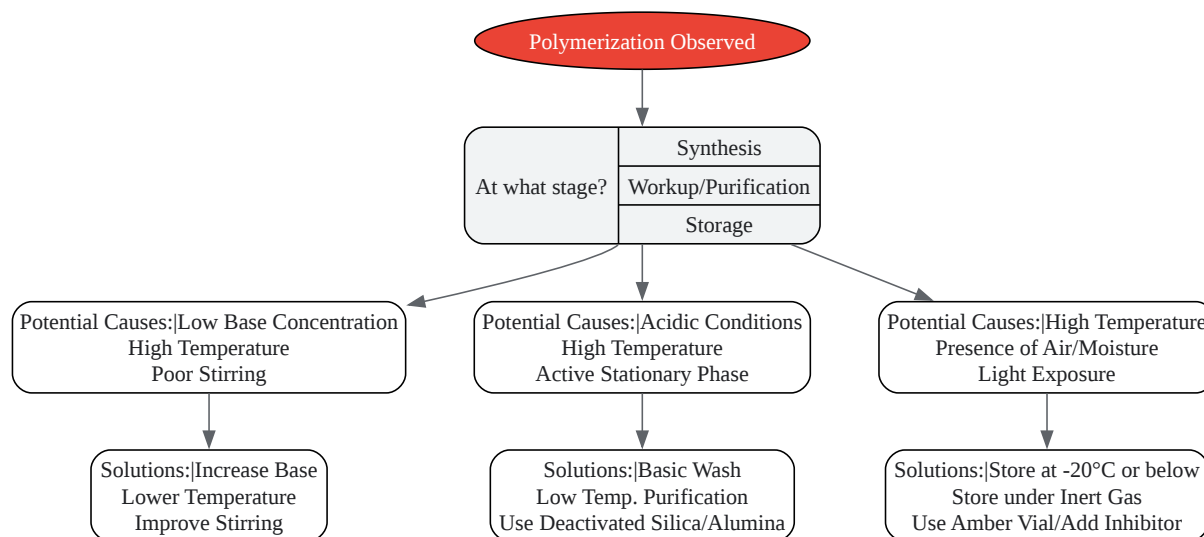 Polymerization Observed
At what stage?
Synthesis
Workup/Purification
Storage
Potential Causes:|Low Base Concentration
High Temperature
Poor Stirring
Potential Causes:|Acidic Conditions
High Temperature
Active Stationary Phase
Potential Causes:|High Temperature
Presence of Air/Moisture
Light Exposure
Solutions:|Increase Base
Lower Temperature
Improve Stirring
Solutions:|Basic Wash
Low Temp. Purification
Use Deactivated Silica/Alumina
Solutions:|Store at -20°C or below
Store under Inert Gas
Use Amber Vial/Add Inhibitor